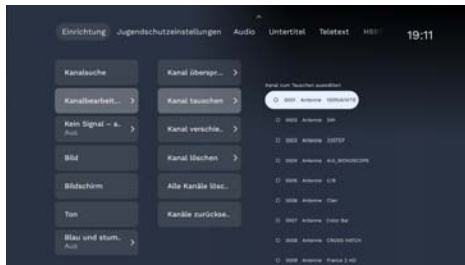 Einrichtung Jugendschutzeinstellungen Audio Untertitel Teletext HBB
19:11
Kanalsuche
Kanalbearbeit...
Kein Signal – a..
Aus
Bild
Bildschirm
Ton
Blau und stum..
Aus
Kanal überspr...
Kanal tauschen
Kanal verschie..
Kanal löschen
Alle Kanäle lösc..
Kanäle zurückse..
Kanal zum Tauschen auswählen
0001 Antenne
0002 Antenne 24h
0003 Antenne
0004 Antenne
0005 Antenne C/B
0006 Antenne Clan
0007 Antenne Color Bar
0008 Antenne CROSS HATCH
0009 Antenne France 2 HD